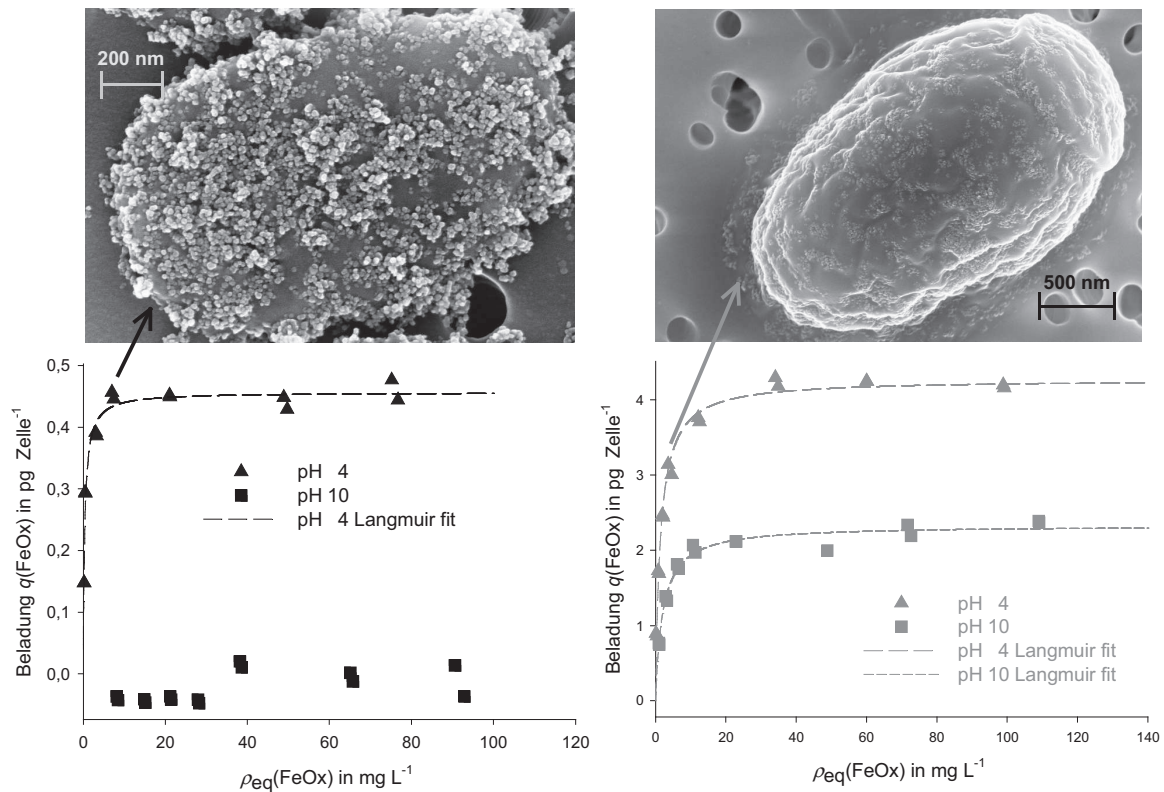 200 nm
500 nm
Beladung q(FeOx) in pg Zelle-1
0,5
0,4
0,3
0,2
0,1
0,0
pH 4
pH 10
pH 4 Langmuir fit
0 20 40 60 80 100 120
ρeq(FeOx) in mg L-1
Beladung q(FeOx) in pg Zelle-1
4
3
2
1
0
pH 4
pH 10
pH 4 Langmuir fit
pH 10 Langmuir fit
0 20 40 60 80 100 120 140
ρeq(FeOx) in mg L-1